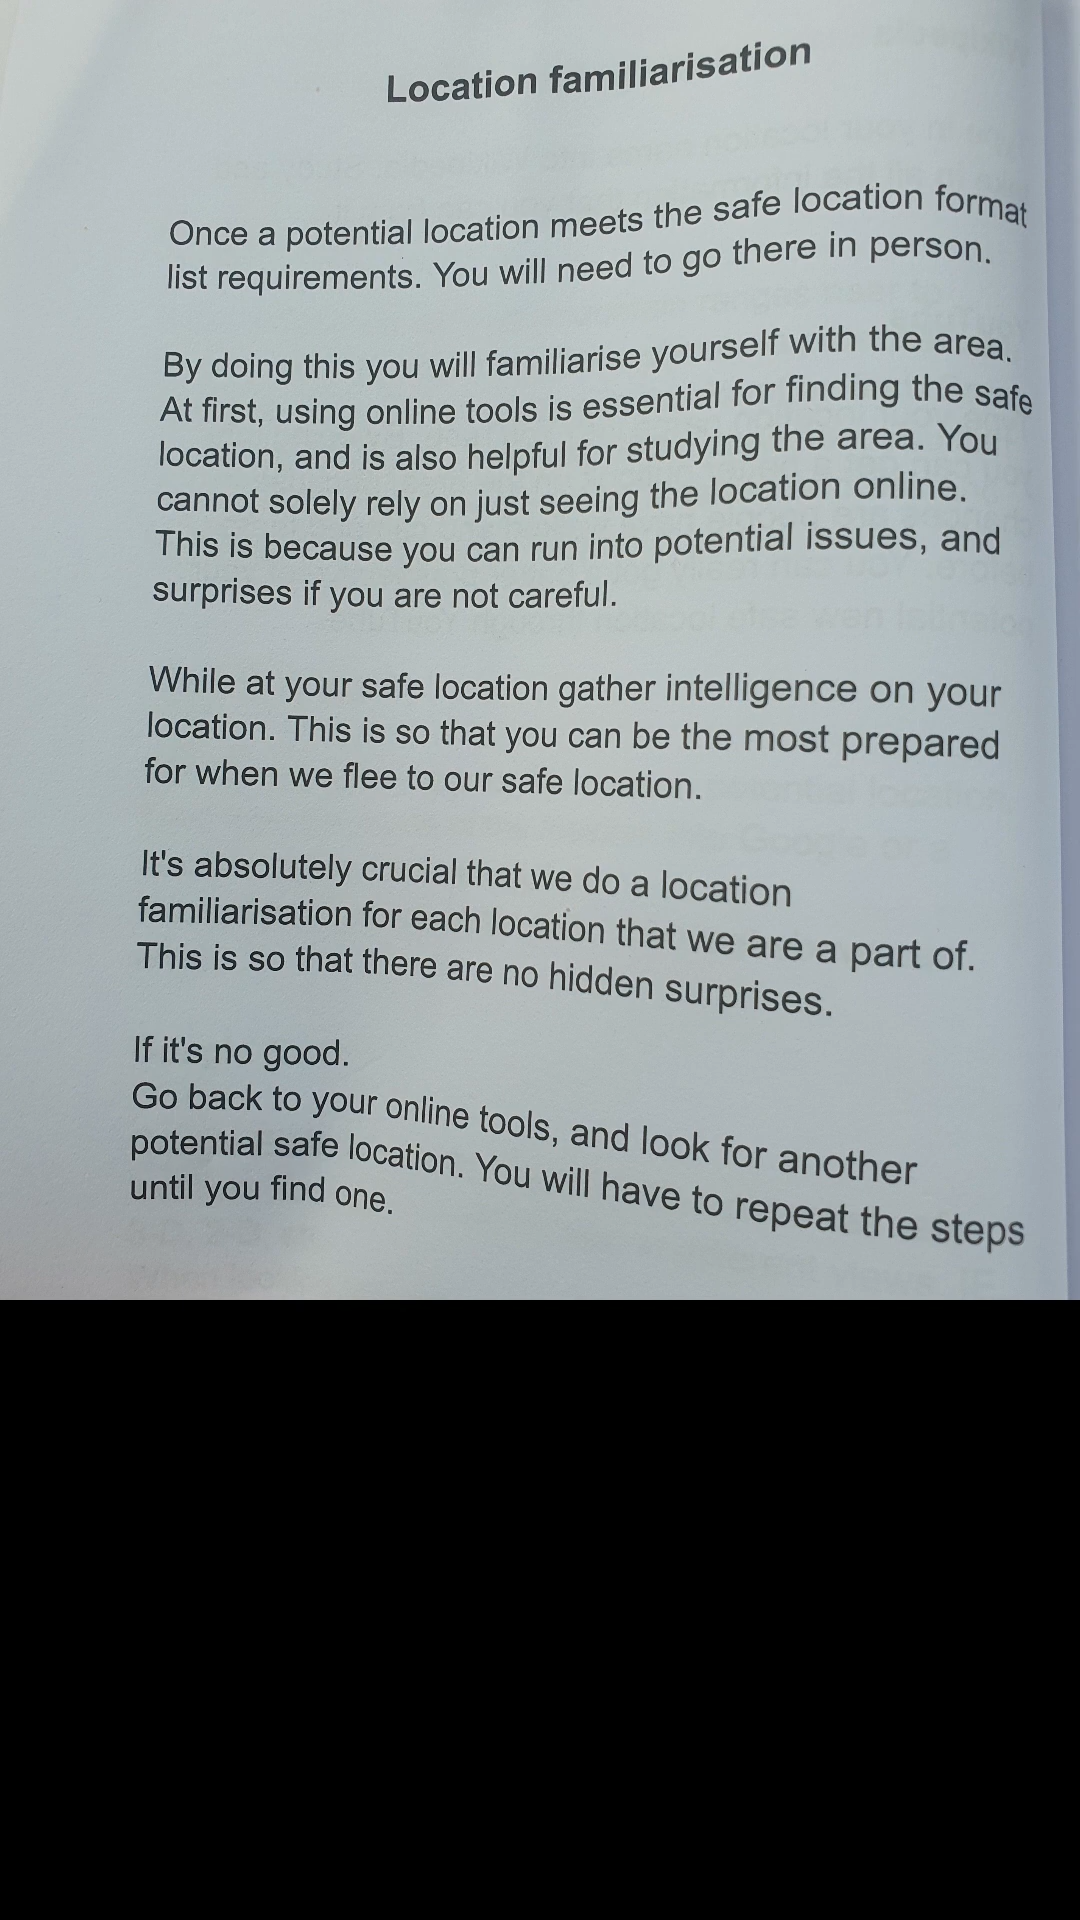 Location familiarisation
Once a potential location meets the safe location format
list requirements. You will need to go there in person.
By doing this you will familiarise yourself with the area.
At first, using online tools is essential for finding the safe
location, and is also helpful for studying the area. You
cannot solely rely on just seeing the location online.
This is because you can run into potential issues, and
surprises if you are not careful.
While at your safe location gather intelligence on your
location. This is so that you can be the most prepared
for when we flee to our safe location.
It's absolutely crucial that we do a location
familiarisation for each location that we are a part of.
This is so that there are no hidden surprises.
If it's no good.
Go back to your online tools, and look for another
potential safe location. You will have to repeat the steps
until you find one.